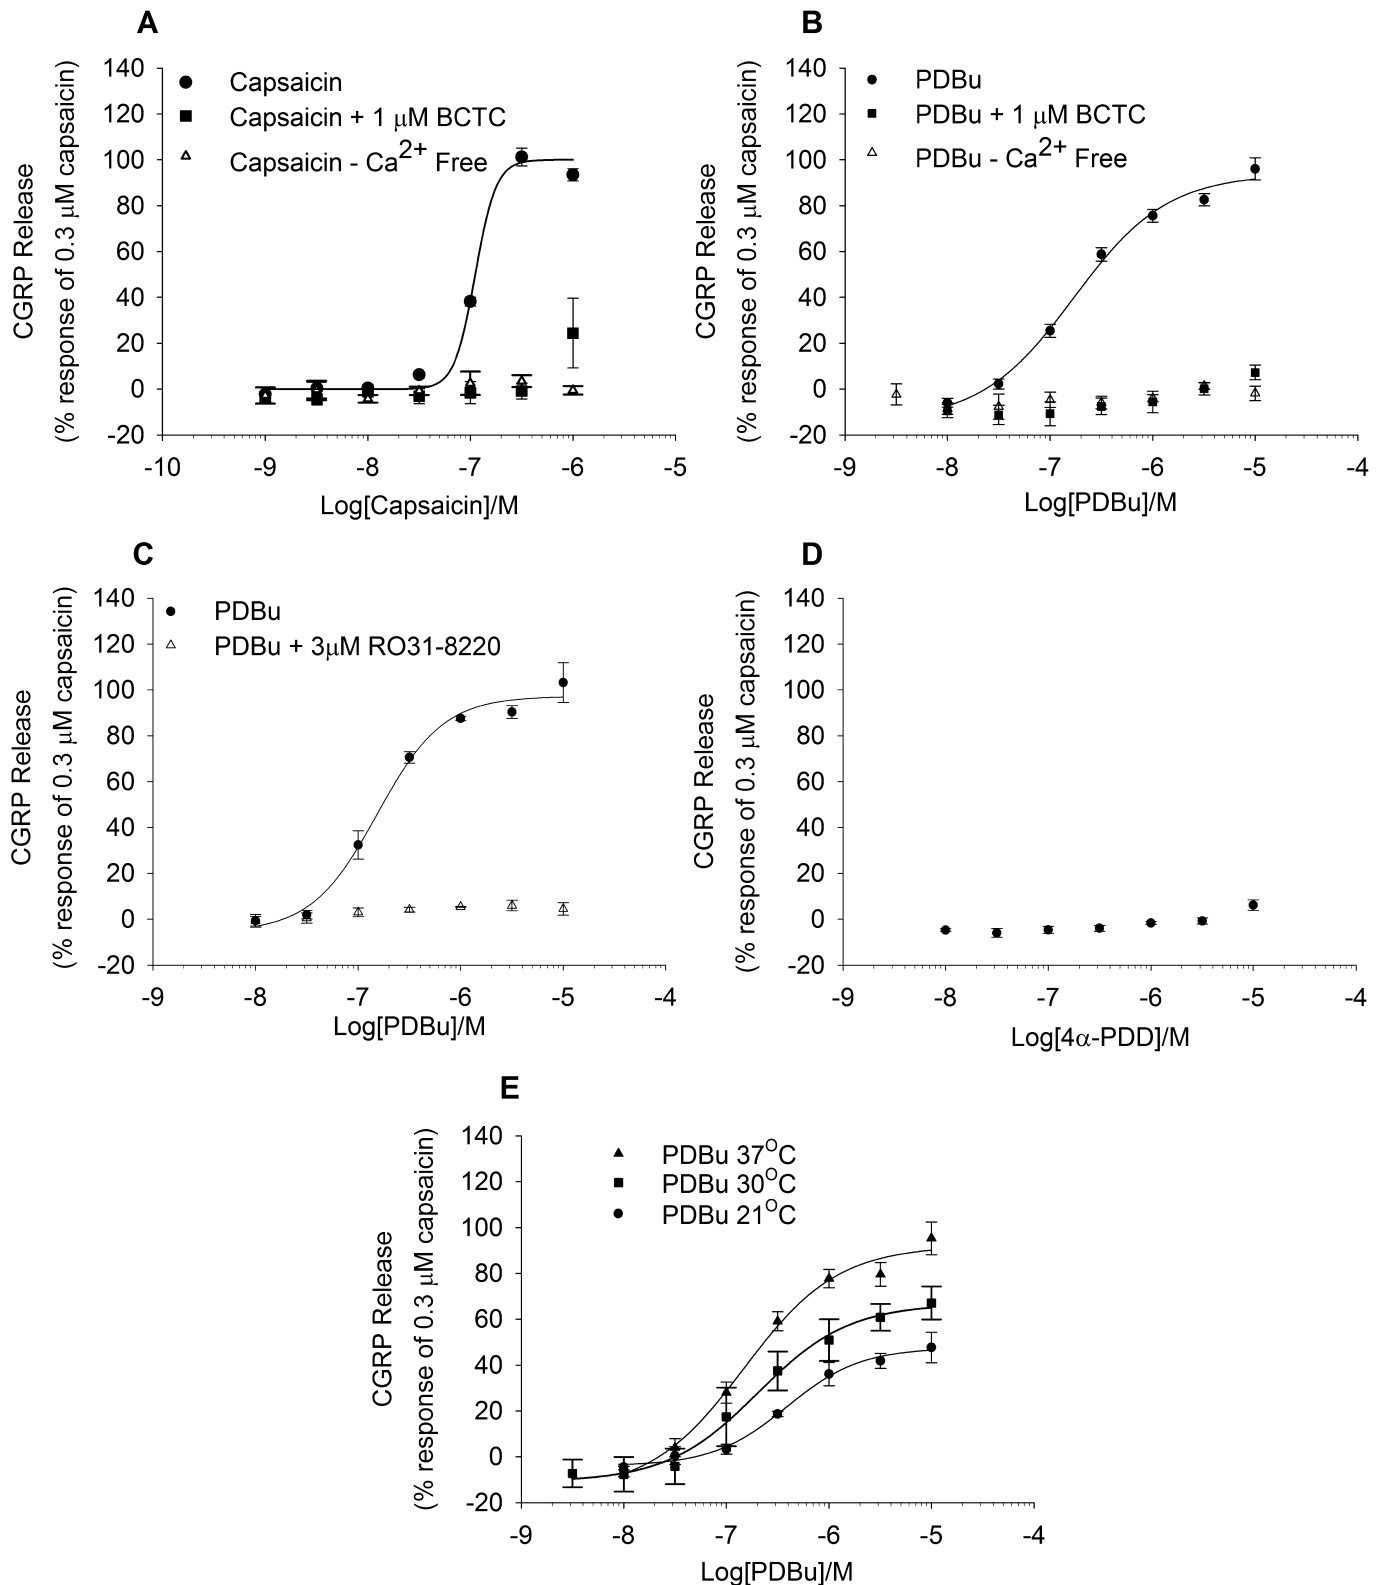 A
CGRP Release
(% response of 0.3 μM capsaicin)
140
120
100
80
60
40
20
0
-20
Capsaicin
Capsaicin + 1 μM BCTC
Capsaicin - Ca2+ Free
-10 -9 -8 -7 -6 -5
Log[Capsaicin]/M
B
CGRP Release
(% response of 0.3 μM capsaicin)
140
120
100
80
60
40
20
0
-20
PDBu
PDBu + 1 μM BCTC
PDBu - Ca2+ Free
-9 -8 -7 -6 -5 -4
Log[PDBu]/M
C
CGRP Release
(% response of 0.3 μM capsaicin)
140
120
100
80
60
40
20
0
-20
PDBu
PDBu + 3μM RO31-8220
-9 -8 -7 -6 -5 -4
Log[PDBu]/M
D
CGRP Release
(% response of 0.3 μM capsaicin)
140
120
100
80
60
40
20
0
-20
-9 -8 -7 -6 -5 -4
Log[4α-PDD]/M
E
CGRP Release
(% response of 0.3 μM capsaicin)
140
120
100
80
60
40
20
0
-20
PDBu 37OC
PDBu 30OC
PDBu 21OC
-9 -8 -7 -6 -5 -4
Log[PDBu]/M